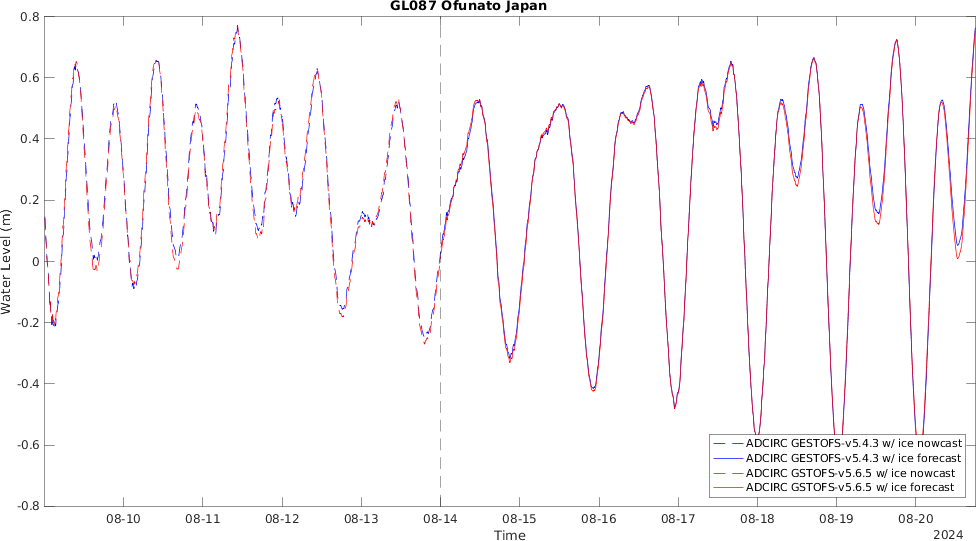 GL087 Ofunato Japan
0.8
0.6
0.4
0.2
0
-0.2
-0.4
-0.6
-0.8
Water Level (m)
ADCIRC GESTOFS-v5.4.3 w/ ice nowcast
ADCIRC GESTOFS-v5.4.3 w/ ice forecast
ADCIRC GSTOFS-v5.6.5 w/ ice nowcast
ADCIRC GSTOFS-v5.6.5 w/ ice forecast
08-10 08-11 08-12 08-13 08-14 08-15 08-16 08-17 08-18 08-19 08-20
Time
2024